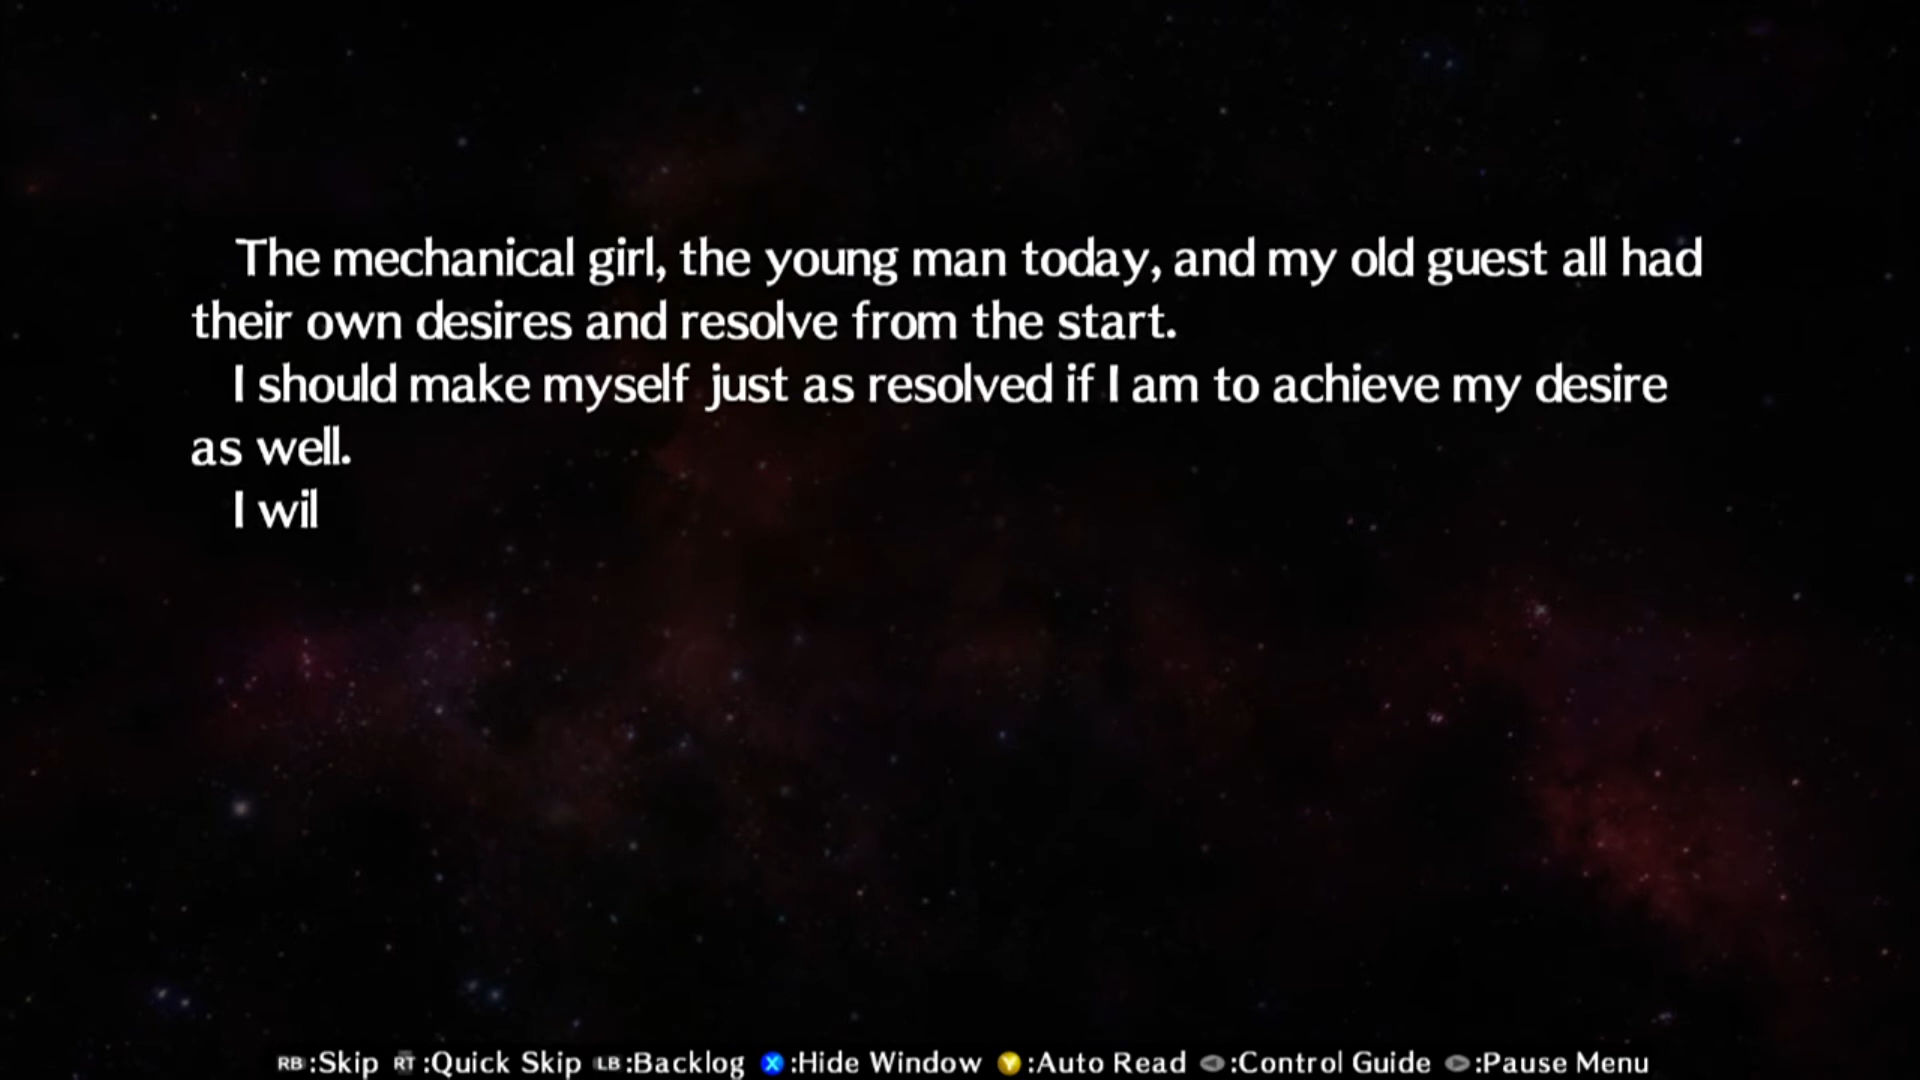 The mechanical girl, the young man today, and my old guest all had
their own desires and resolve from the start.
I should make myself just as resolved if I am to achieve my desire
as well.
I wil
RB:Skip RT:Quick Skip LB:Backlog X:Hide Window Y:Auto Read :Control Guide :Pause Menu